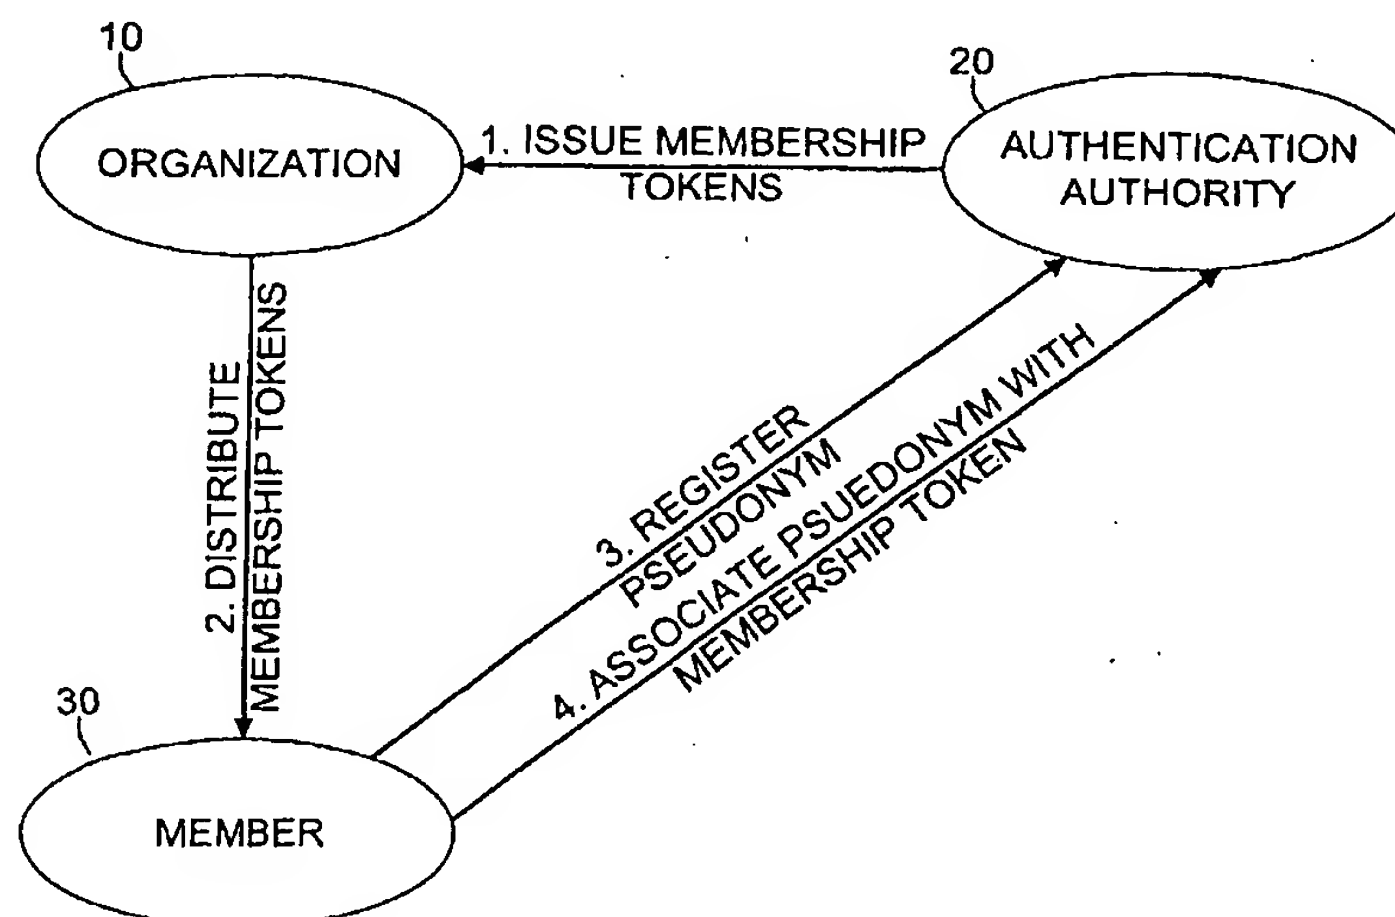 10
ORGANIZATION
20
AUTHENTICATION
AUTHORITY
1. ISSUE MEMBERSHIP
TOKENS
2. DISTRIBUTE
MEMBERSHIP TOKENS
3. REGISTER
PSEUDONYM
4. ASSOCIATE PSUEDONYM WITH
MEMBERSHIP TOKEN
30
MEMBER